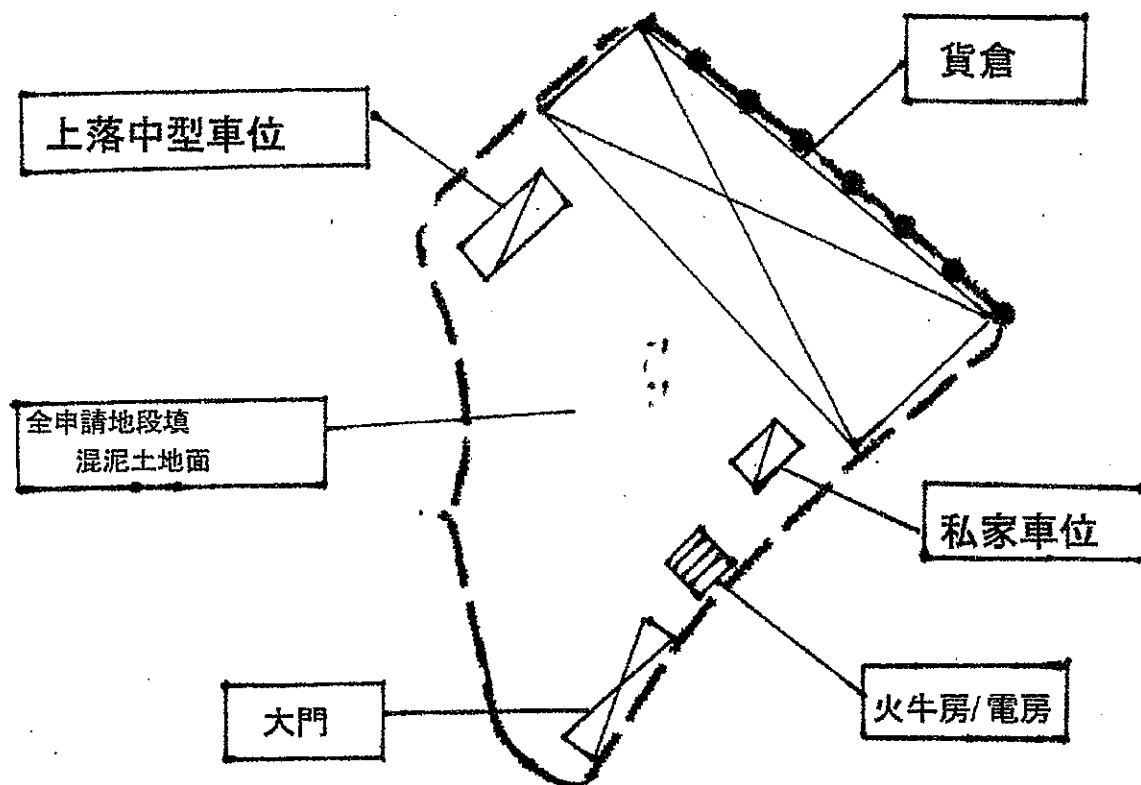 貨倉
上落中型車位
全申請地段填
混泥土地面
私家車位
火牛房/電房
大門